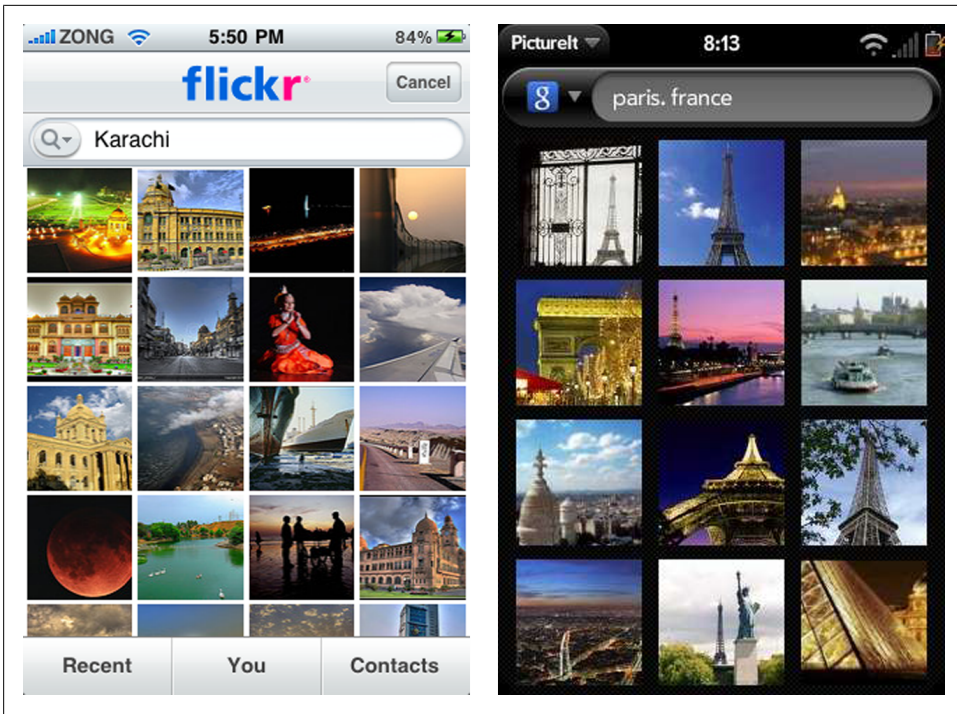 ZONG 5:50 PM 84%
flickr
Cancel
Karachi
Recent You Contacts
PictureIt 8:13
g
paris. france